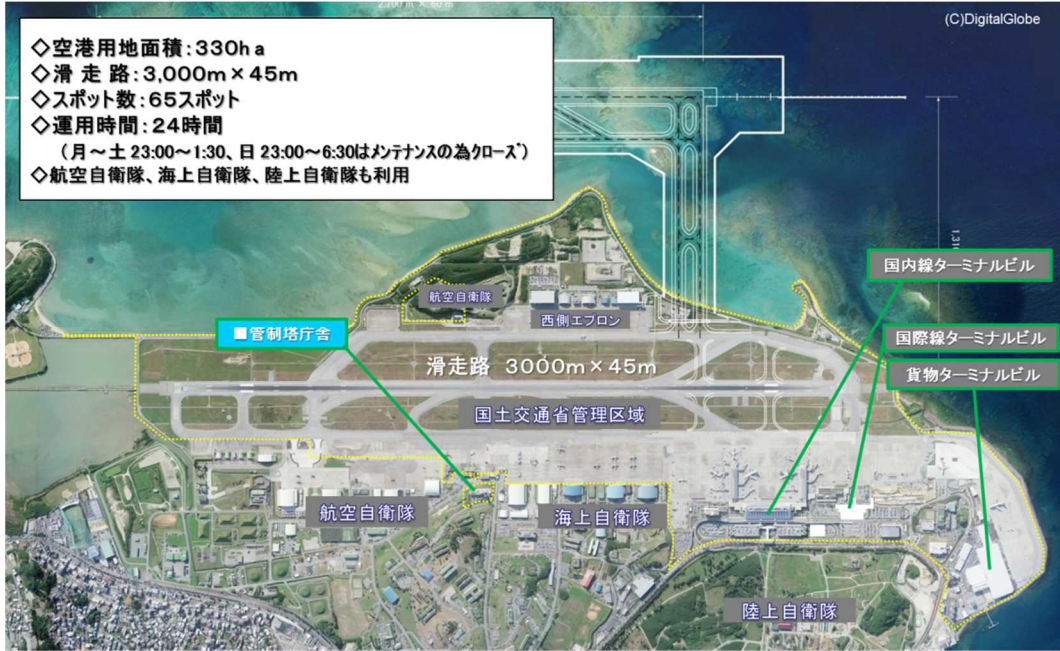 2,700 m × 60 m
(C)DigitalGlobe
◇空港用地面積：330ｈａ
◇滑 走 路：3,000m×45m
◇スポット数：65スポット
◇運用時間：24時間
（月～土 23:00～1:30、日 23:00～6:30はメンテナンスの為クローズ）
◇航空自衛隊、海上自衛隊、陸上自衛隊も利用
国内線ターミナルビル
航空自衛隊
西側エプロン
■管制塔庁舎
国際線ターミナルビル
滑走路 3000m×45m
貨物ターミナルビル
国土交通省管理区域
航空自衛隊
海上自衛隊
陸上自衛隊